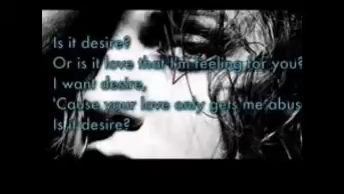 Is it desire?
Or is it love that I'm feeling for you?
I want desire,
'Cause your love only gets me abus
Is it desire?